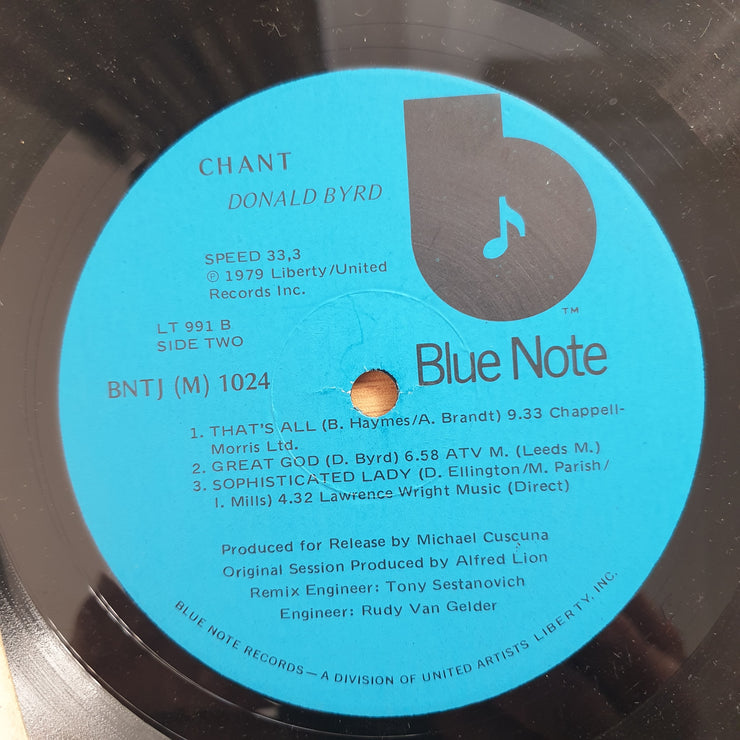 CHANT
DONALD BYRD
SPEED 33,3
℗ 1979 Liberty/United
Records Inc.
LT 991 B
SIDE TWO
BNTJ (M) 1024
TM
Blue Note
1. THAT'S ALL (B. Haymes/A. Brandt) 9.33 Chappell-
Morris Ltd.
2. GREAT GOD (D. Byrd) 6.58 ATV M. (Leeds M.)
3. SOPHISTICATED LADY (D. Ellington/M. Parish/
I. Mills) 4.32 Lawrence Wright Music (Direct)
Produced for Release by Michael Cuscuna
Original Session Produced by Alfred Lion
Remix Engineer: Tony Sestanovich
Engineer: Rudy Van Gelder
BLUE NOTE RECORDS—A DIVISION OF UNITED ARTISTS LIBERTY, INC.